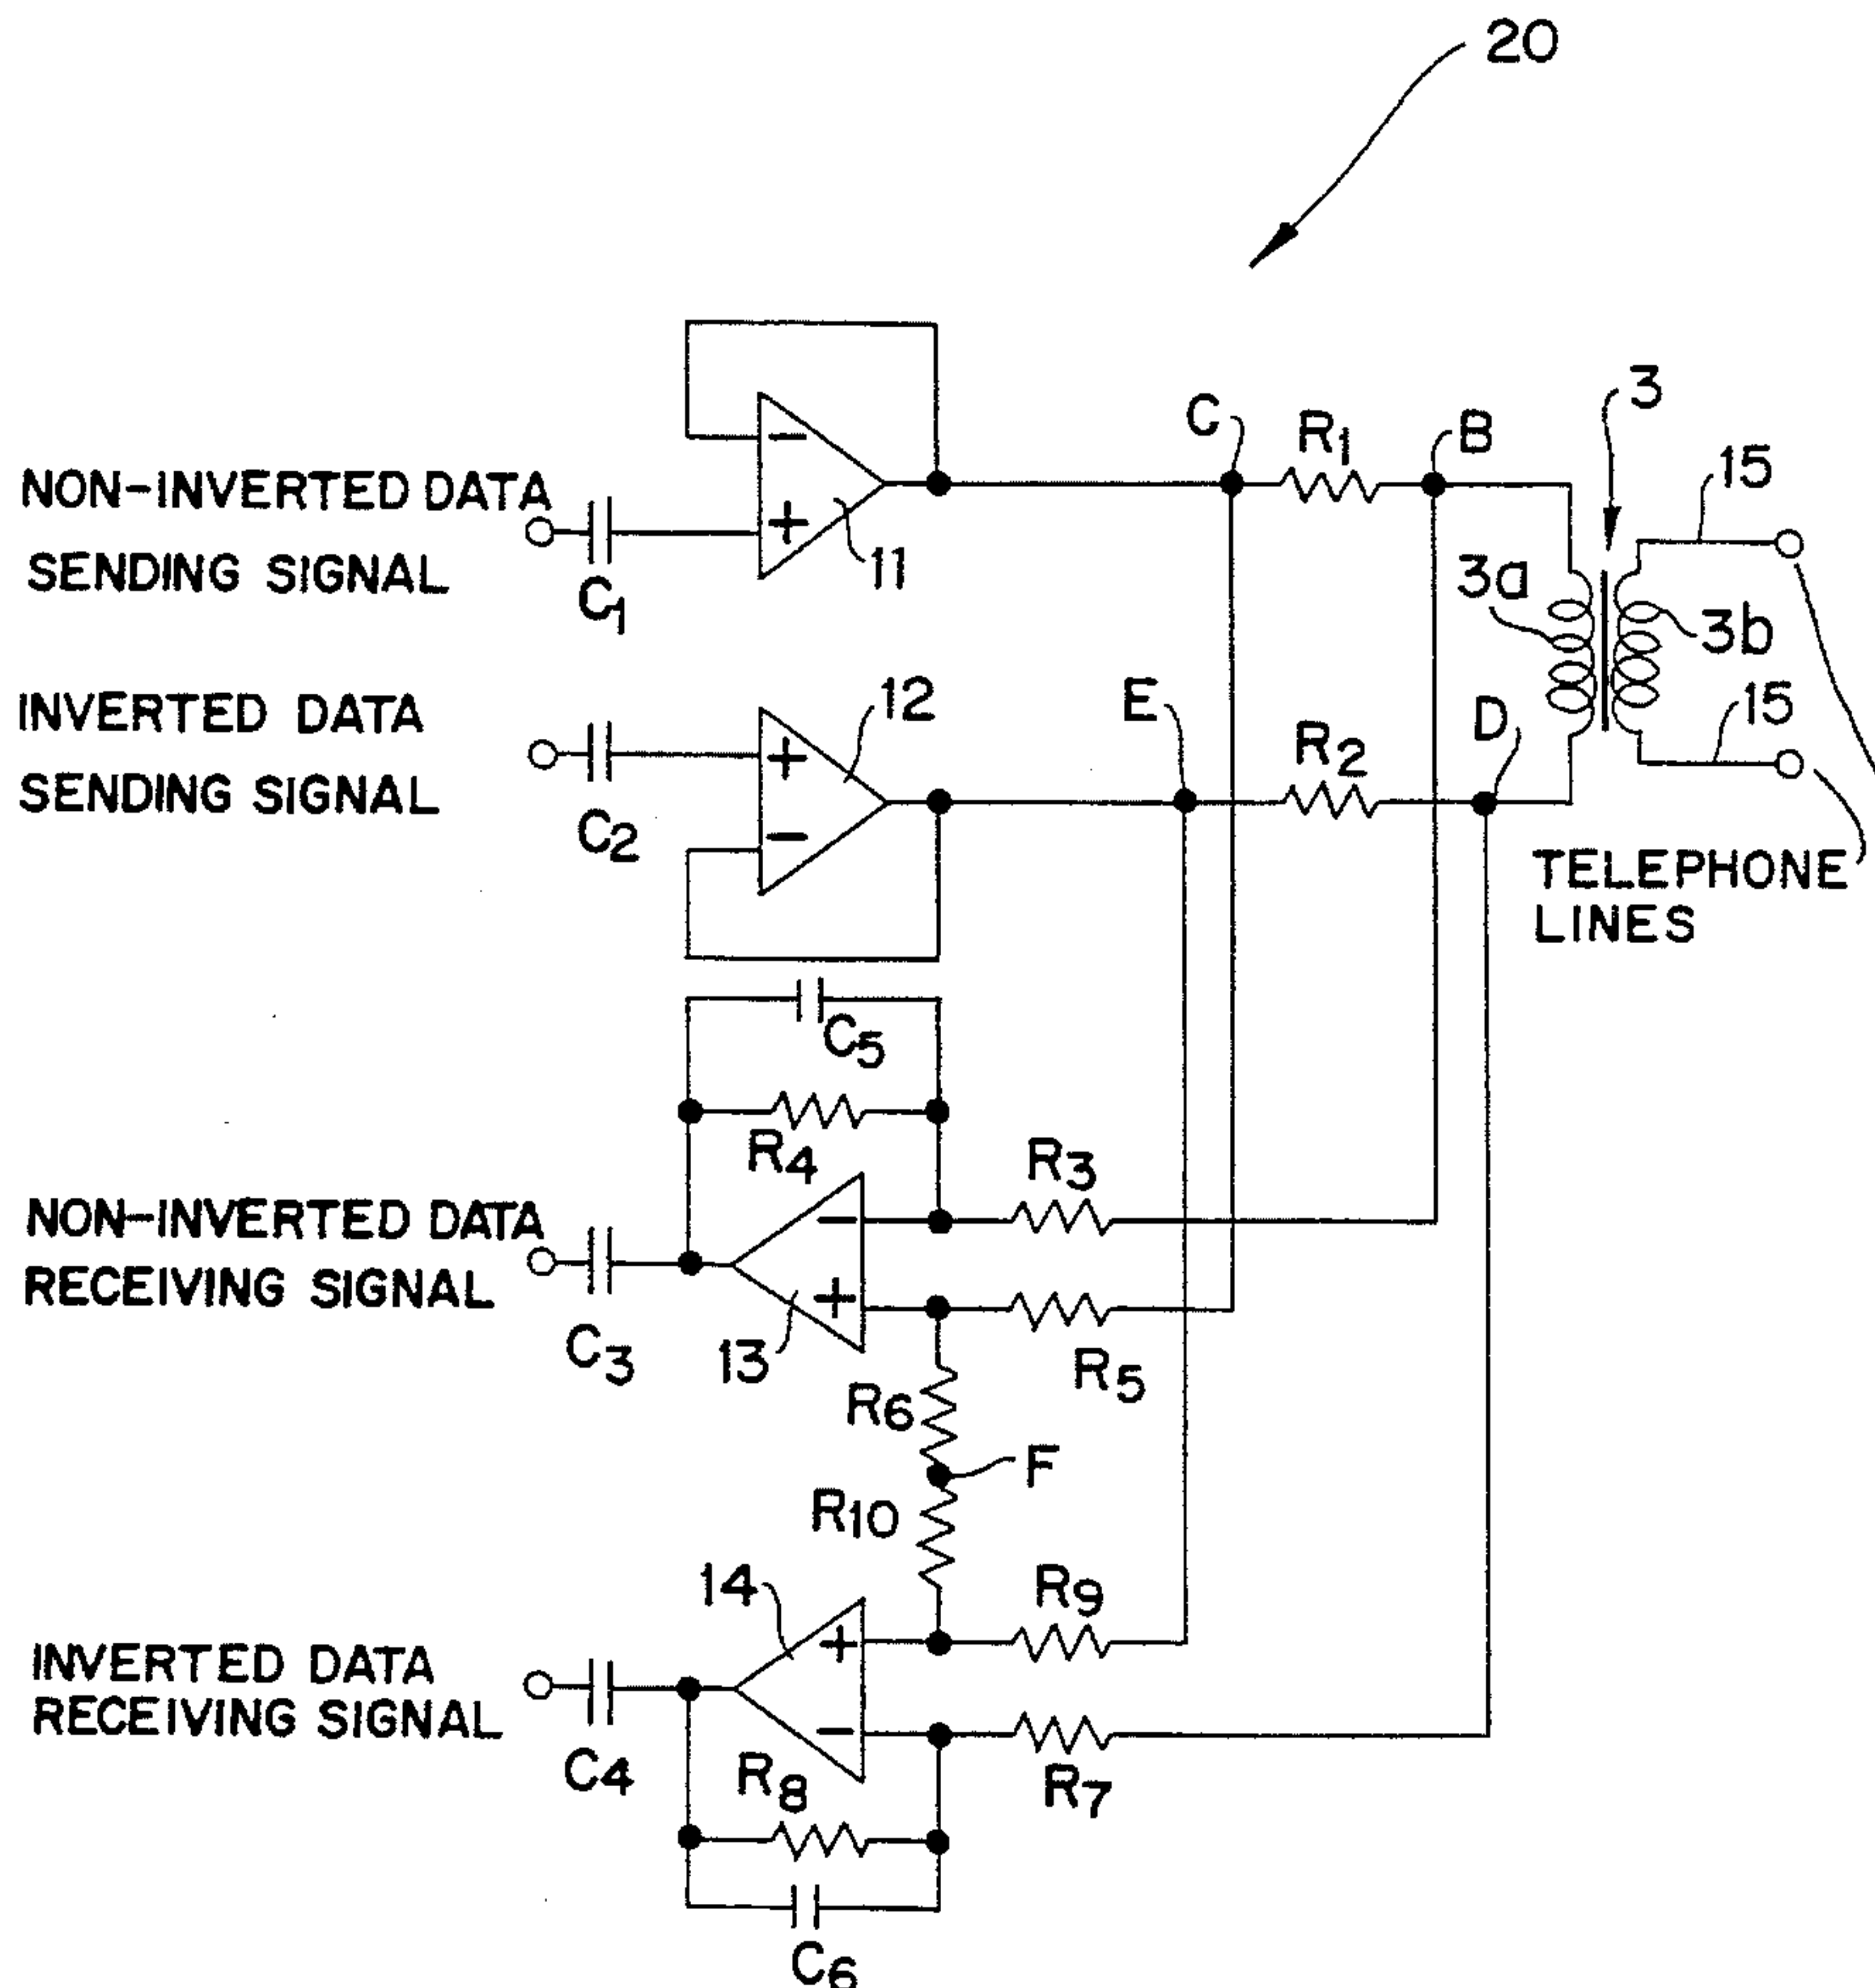 20
NON-INVERTED DATA
SENDING SIGNAL
C1
11
C
R1
B
3
15
3a
3b
INVERTED DATA
SENDING SIGNAL
C2
12
E
R2
D
15
TELEPHONE
LINES
C5
R4
R3
NON-INVERTED DATA
RECEIVING SIGNAL
C3
13
R5
R6
F
R10
14
R9
INVERTED DATA
RECEIVING SIGNAL
C4
R8
R7
C6
- +
+ -
- +
+ -